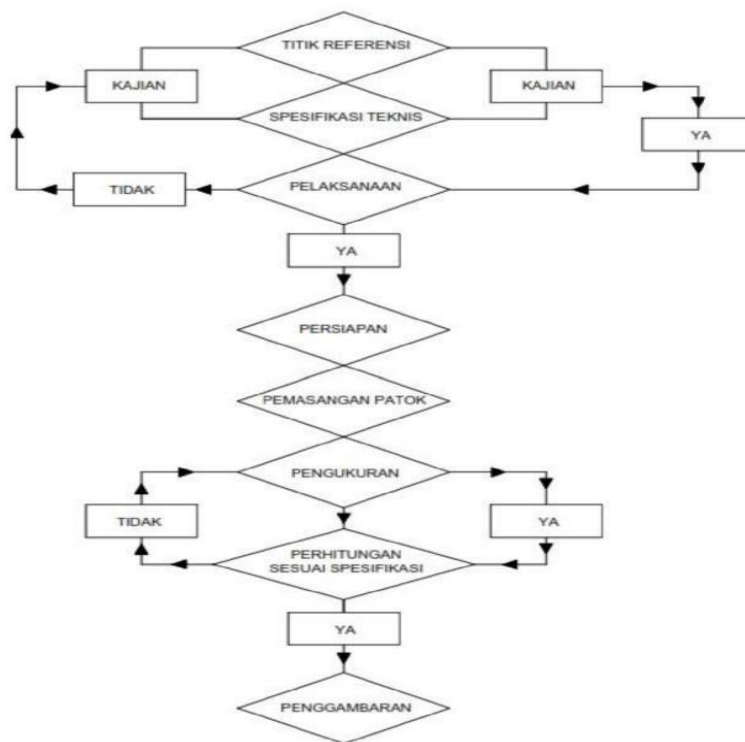 TITIK REFERENSI
KAJIAN
KAJIAN
SPESIFIKASI TEKNIS
YA
TIDAK
PELAKSANAAN
YA
PERSIAPAN
PEMASANGAN PATOK
PENGUKURAN
TIDAK
YA
PERHITUNGAN
SESUAI SPESIFIKASI
YA
PENGGAMBARAN